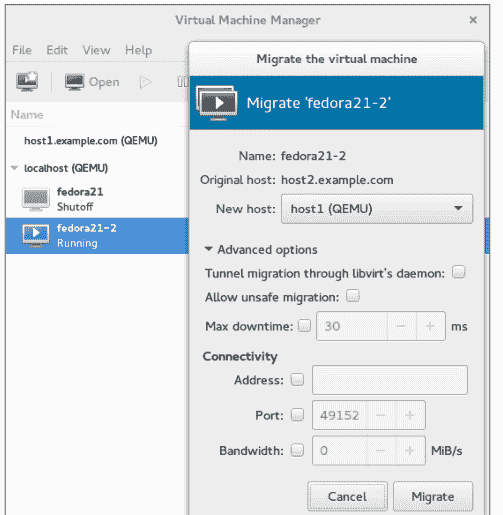 Virtual Machine Manager ×
File Edit View Help
Open
Name
host1.example.com (QEMU)
localhost (QEMU)
fedora21
Shutoff
fedora21-2
Running
Migrate the virtual machine
Migrate 'fedora21-2'
Name: fedora21-2
Original host: host2.example.com
New host: host1 (QEMU)
Advanced options
Tunnel migration through libvirt's daemon:
Allow unsafe migration:
Max downtime: 30 − + ms
Connectivity
Address:
Port: 49152 − +
Bandwidth: 0 − + MiB/s
Cancel Migrate